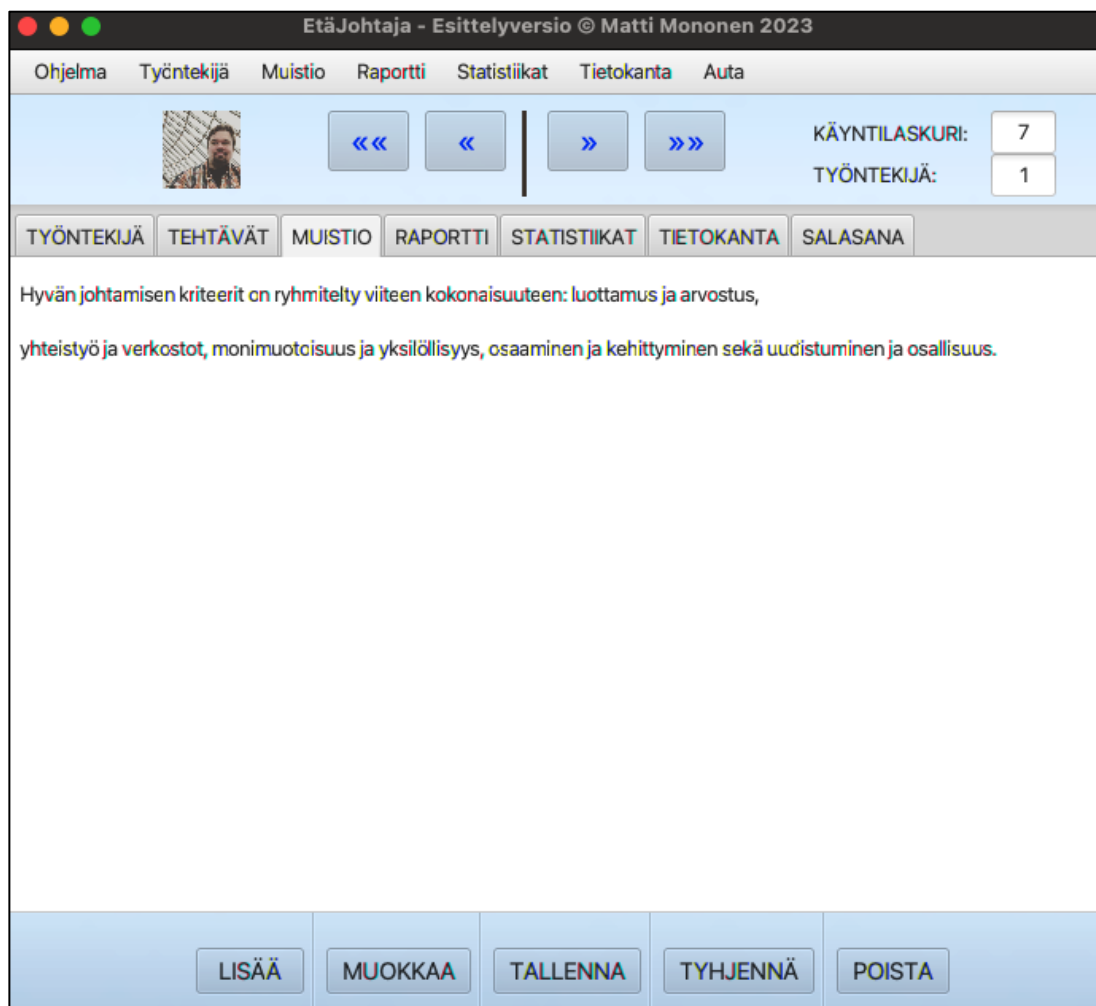 EtäJohtaja - Esittelyversio © Matti Mononen 2023
Ohjelma Työntekijä Muistio Raportti Statistiikat Tietokanta Auta
«« « » »» KÄYNTILASKURI: 7
TYÖNTEKIJÄ: 1
TYÖNTEKIJÄ TEHTÄVÄT MUISTIO RAPORTTI STATISTIIKAT TIETOKANTA SALASANA
Hyvän johtamisen kriteerit on ryhmitelty viiteen kokonaisuuteen: luottamus ja arvostus,
yhteistyö ja verkostot, monimuotoisuus ja yksilöllisyys, osaaminen ja kehittyminen sekä uudistuminen ja osallisuus.
LISÄÄ MUOKKAA TALLENNA TYHJENNÄ POISTA